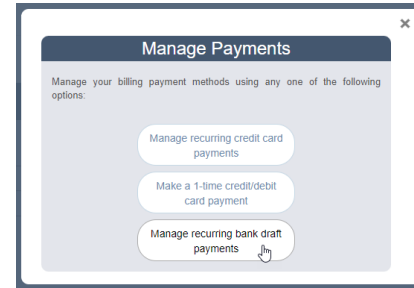 ×
Manage Payments
Manage your billing payment methods using any one of the following
options:
Manage recurring credit card
payments
Make a 1-time credit/debit
card payment
Manage recurring bank draft
payments